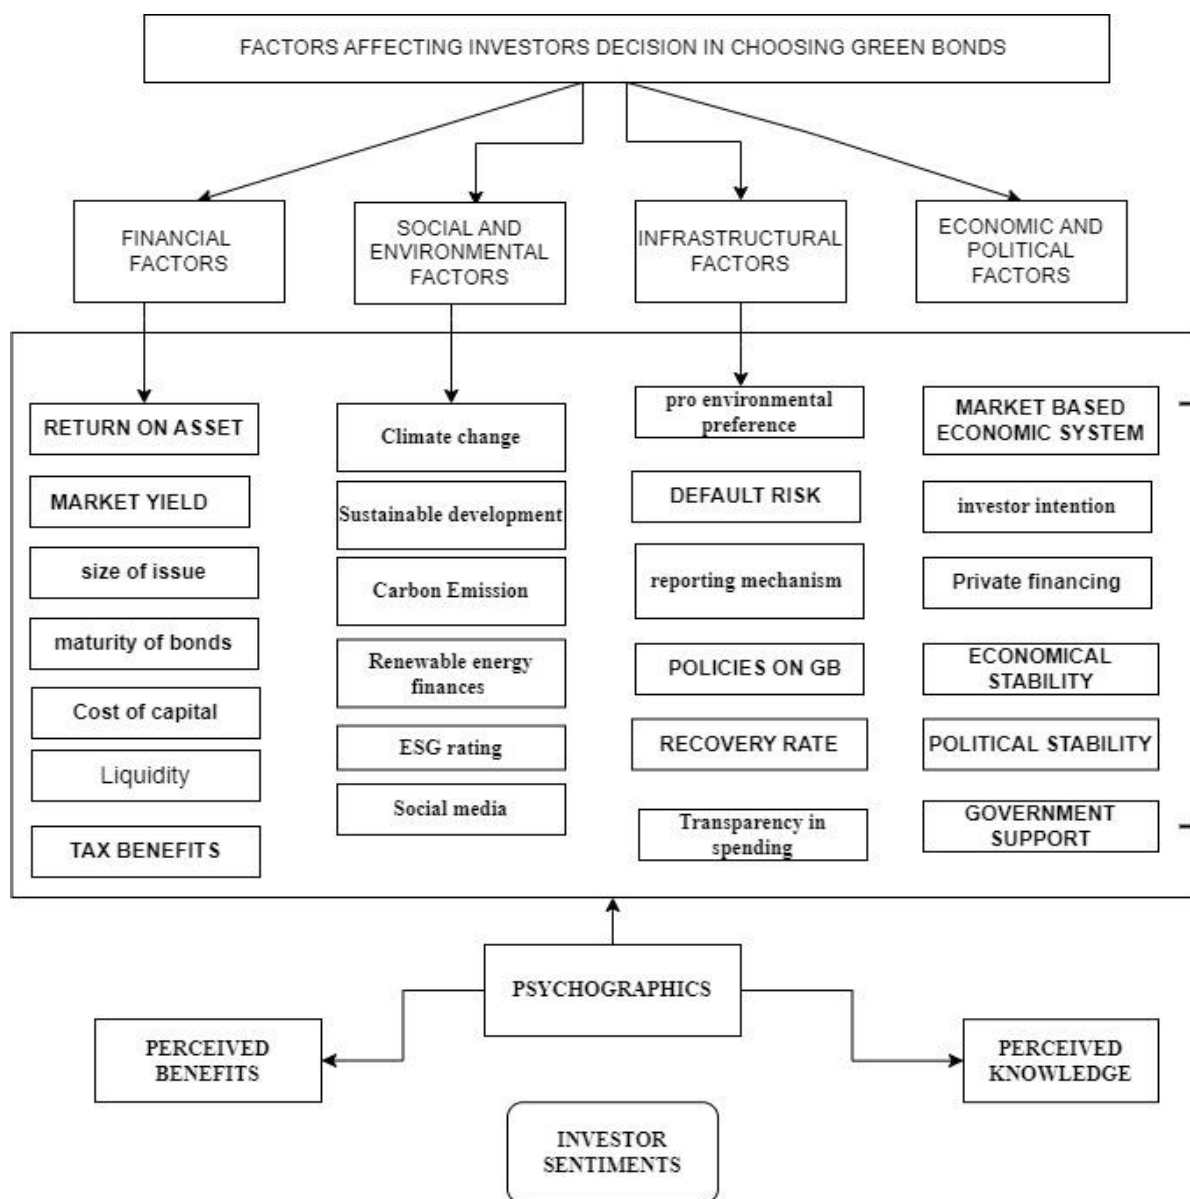 FACTORS AFFECTING INVESTORS DECISION IN CHOOSING GREEN BONDS
FINANCIAL
FACTORS
SOCIAL AND
ENVIRONMENTAL
FACTORS
INFRASTRUCTURAL
FACTORS
ECONOMIC AND
POLITICAL
FACTORS
RETURN ON ASSET
MARKET YIELD
size of issue
maturity of bonds
Cost of capital
Liquidity
TAX BENEFITS
Climate change
Sustainable development
Carbon Emission
Renewable energy
finances
ESG rating
Social media
pro environmental
preference
DEFAULT RISK
reporting mechanism
POLICIES ON GB
RECOVERY RATE
Transparency in
spending
MARKET BASED
ECONOMIC SYSTEM
investor intention
Private financing
ECONOMICAL
STABILITY
POLITICAL STABILITY
GOVERNMENT
SUPPORT
PSYCHOGRAPHICS
PERCEIVED
BENEFITS
PERCEIVED
KNOWLEDGE
INVESTOR
SENTIMENTS